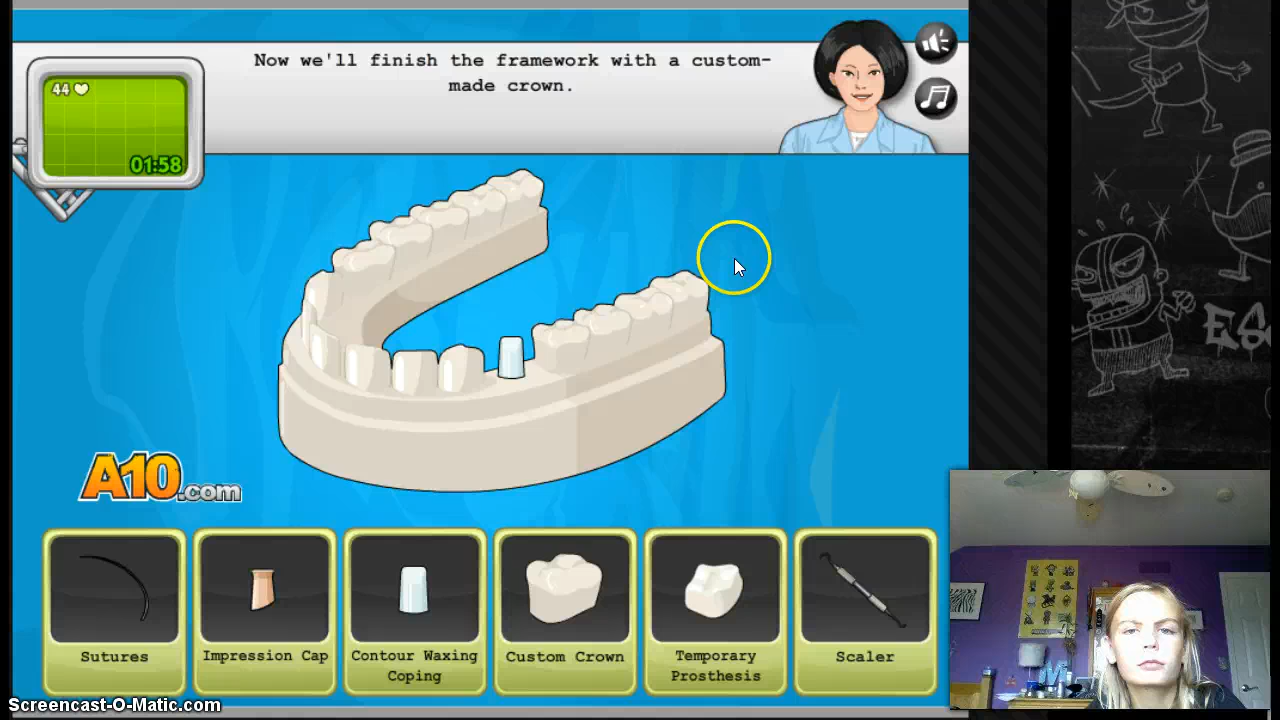 Now we'll finish the framework with a custom-
made crown.
44
01:58
ES
A10.com
Sutures
Impression Cap
Contour Waxing
Coping
Custom Crown
Temporary
Prosthesis
Scaler
Screencast-O-Matic.com